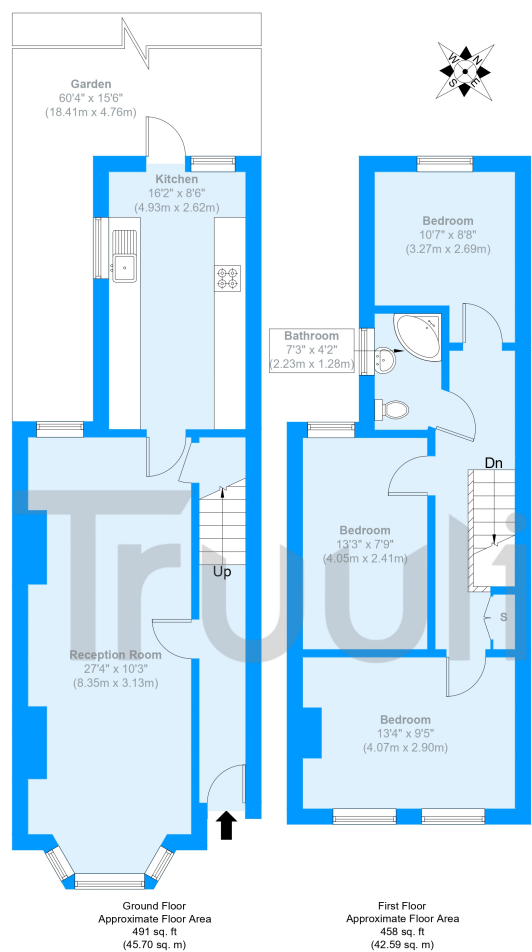 Garden
60'4" x 15'6"
(18.41m x 4.76m)
Kitchen
16'2" x 8'6"
(4.93m x 2.62m)
Reception Room
27'4" x 10'3"
(8.35m x 3.13m)
Up
Ground Floor
Approximate Floor Area
491 sq. ft
(45.70 sq. m)
W
N
S
E
Bedroom
10'7" x 8'8"
(3.27m x 2.69m)
Bathroom
7'3" x 4'2"
(2.23m x 1.28m)
Dn
Bedroom
13'3" x 7'9"
(4.05m x 2.41m)
S
Bedroom
13'4" x 9'5"
(4.07m x 2.90m)
First Floor
Approximate Floor Area
458 sq. ft
(42.59 sq. m)
Truuli